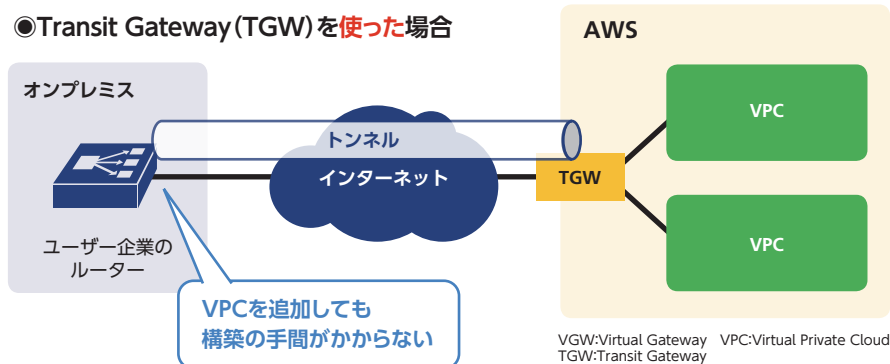 ◉Transit Gateway(TGW)を使った場合
AWS
オンプレミス
VPC
トンネル
インターネット
TGW
ユーザー企業の
ルーター
VPC
VPCを追加しても
構築の手間がかからない
VGW:Virtual Gateway VPC:Virtual Private Cloud
TGW:Transit Gateway